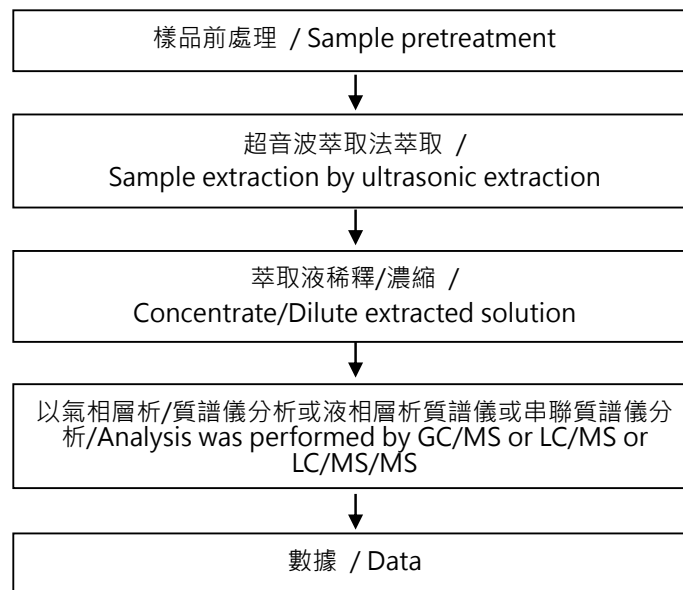 樣品前處理 / Sample pretreatment
超音波萃取法萃取 /
Sample extraction by ultrasonic extraction
萃取液稀釋/濃縮 /
Concentrate/Dilute extracted solution
以氣相層析/質譜儀分析或液相層析質譜儀或串聯質譜儀分
析/Analysis was performed by GC/MS or LC/MS or
LC/MS/MS
數據 / Data